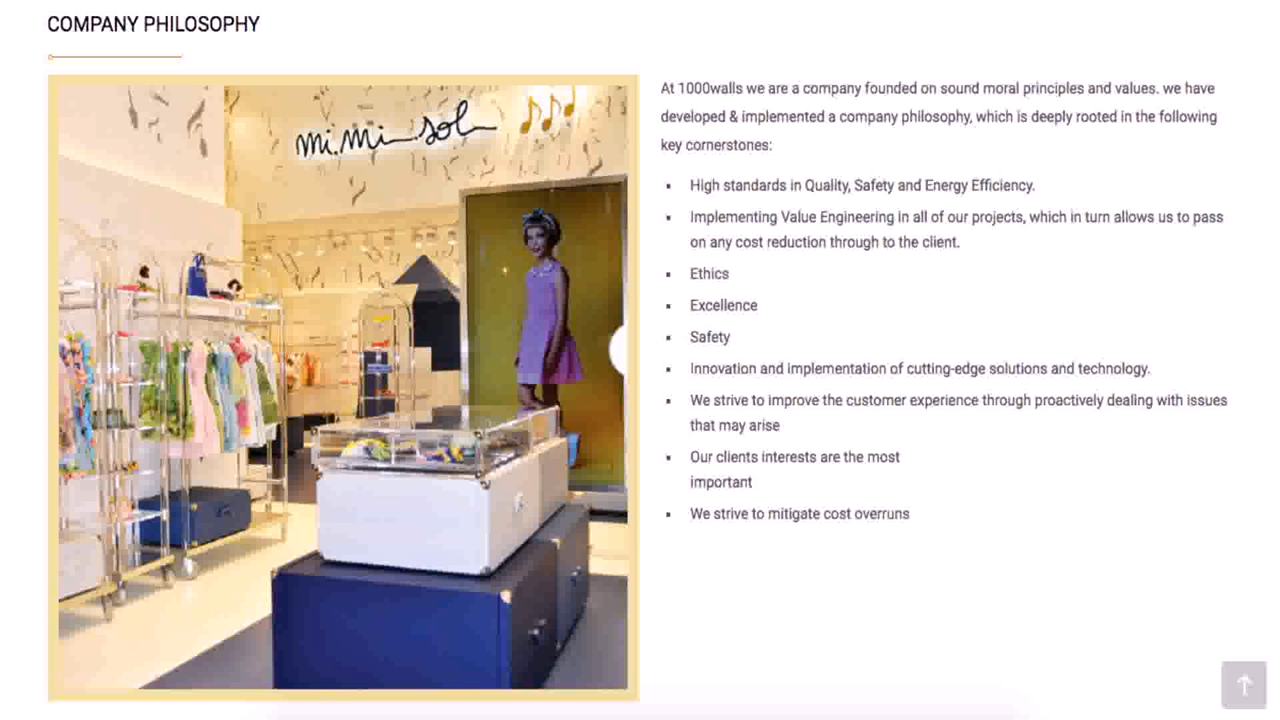 COMPANY PHILOSOPHY
mi.mi_sol
At 1000walls we are a company founded on sound moral principles and values. we have
developed & implemented a company philosophy, which is deeply rooted in the following
key cornerstones:
High standards in Quality, Safety and Energy Efficiency.
Implementing Value Engineering in all of our projects, which in turn allows us to pass
on any cost reduction through to the client.
Ethics
Excellence
Safety
Innovation and implementation of cutting-edge solutions and technology.
We strive to improve the customer experience through proactively dealing with issues
that may arise
Our clients interests are the most
important
We strive to mitigate cost overruns